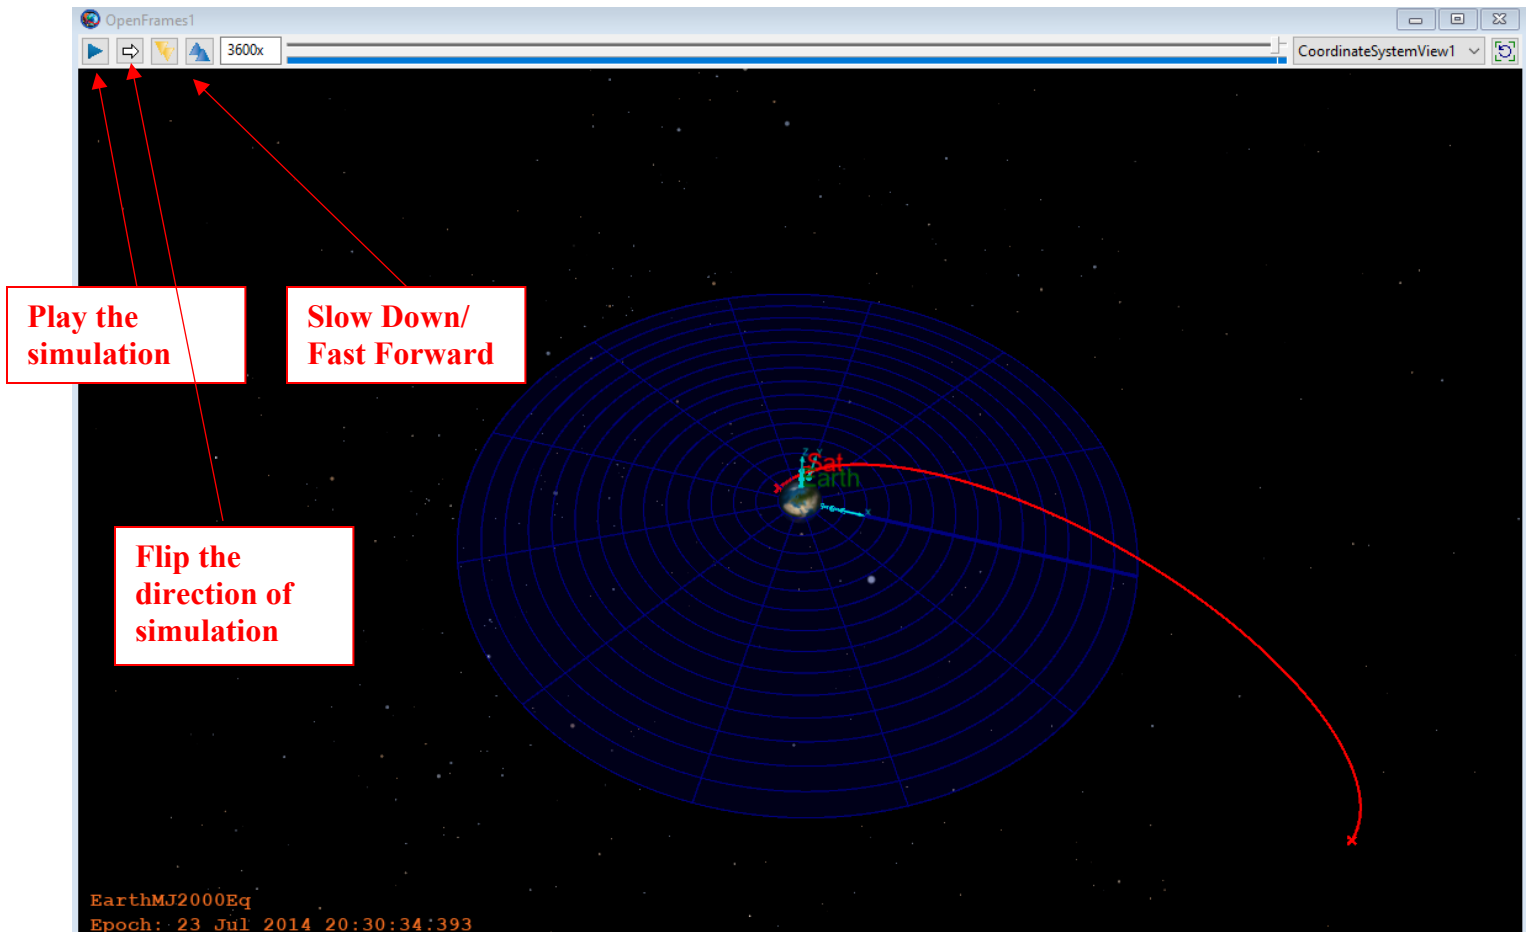 OpenFrames1
3600x
CoordinateSystemView1
Play the
simulation
Slow Down/
Fast Forward
Z
Y
Sat
Earth
X
Flip the
direction of
simulation
EarthMJ2000Eq
Epoch: 23 Jul 2014 20:30:34.393